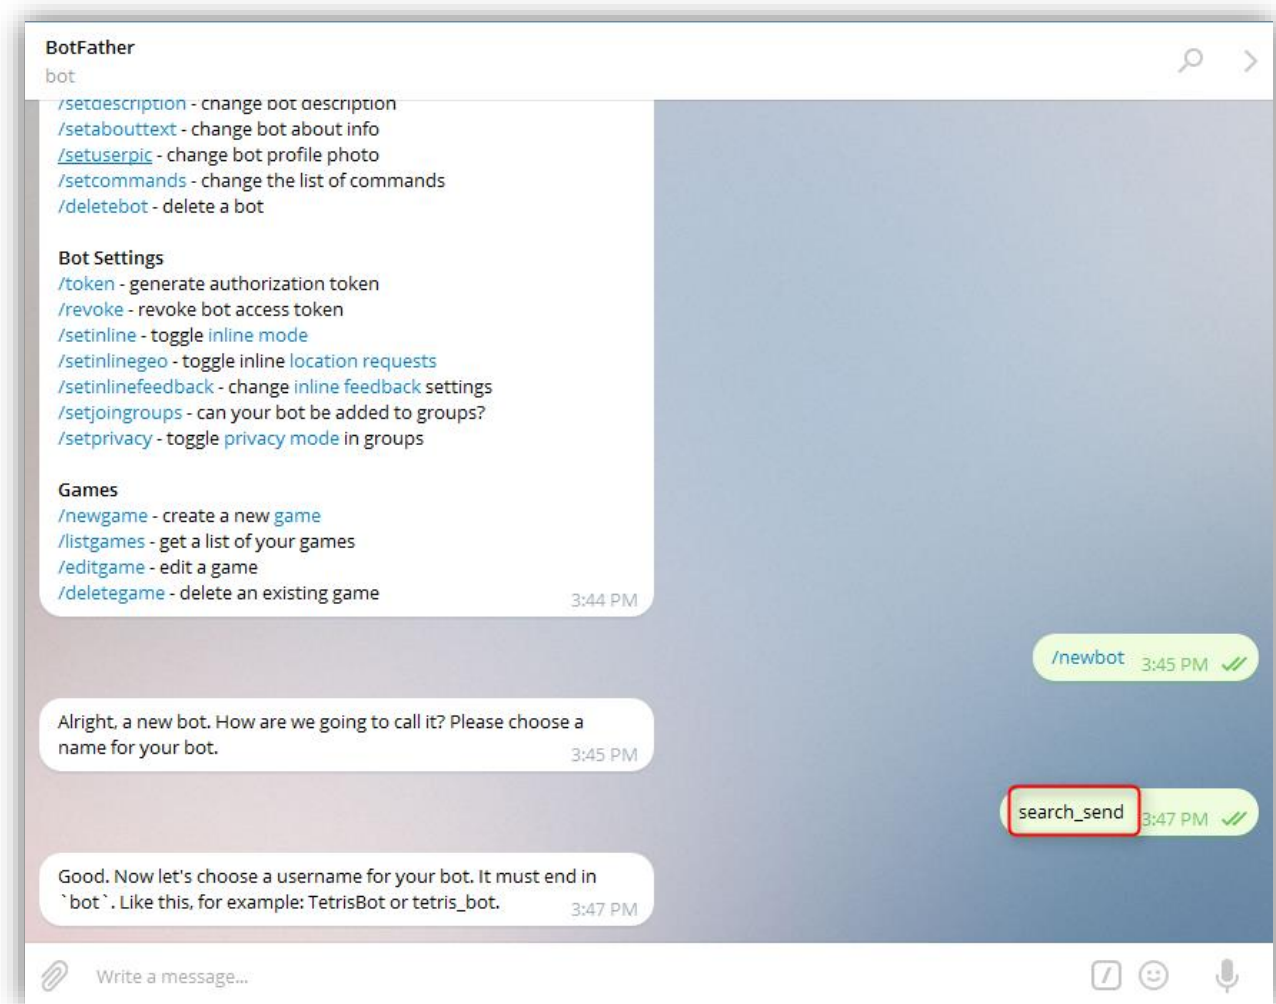 BotFather
bot
/setdescription - change bot description
/setabouttext - change bot about info
/setuserpic - change bot profile photo
/setcommands - change the list of commands
/deletebot - delete a bot
Bot Settings
/token - generate authorization token
/revoke - revoke bot access token
/setinline - toggle inline mode
/setinlinegeo - toggle inline location requests
/setinlinefeedback - change inline feedback settings
/setjoingroups - can your bot be added to groups?
/setprivacy - toggle privacy mode in groups
Games
/newgame - create a new game
/listgames - get a list of your games
/editgame - edit a game
/deletegame - delete an existing game
3:44 PM
/newbot 3:45 PM
Alright, a new bot. How are we going to call it? Please choose a
name for your bot.
3:45 PM
search_send 3:47 PM
Good. Now let's choose a username for your bot. It must end in
`bot`. Like this, for example: TetrisBot or tetris_bot.
3:47 PM
Write a message...